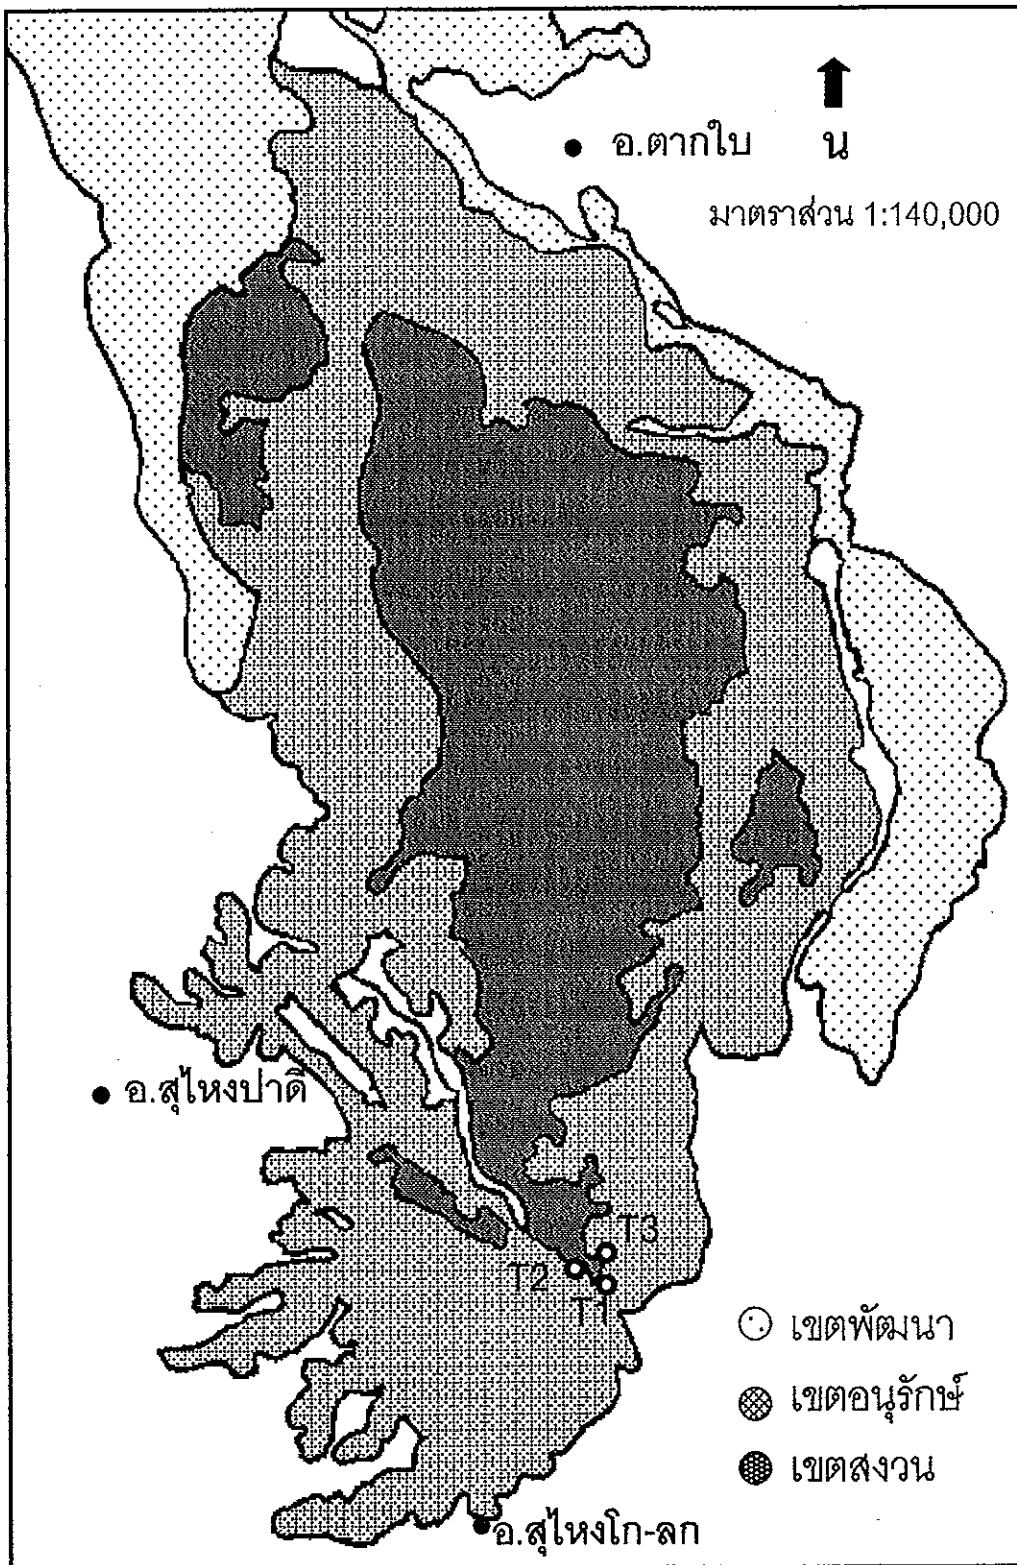 อ.ตากใบ
น
มาตราส่วน 1:140,000
อ.สุไหงปาดี
T3
T2
T1
เขตพัฒนา
เขตอนุรักษ์
เขตสงวน
อ.สุไหงโก-ลก